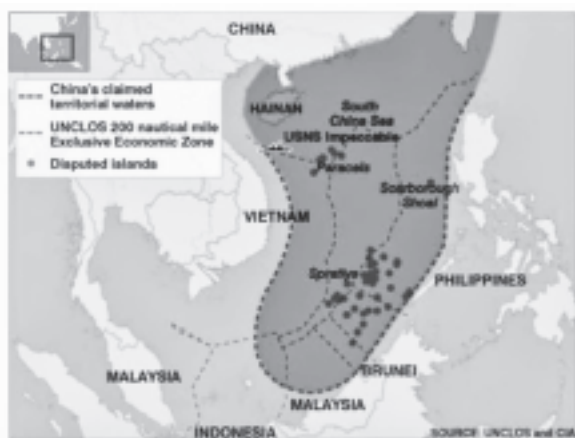 CHINA
China's claimed
territorial waters
UNCLOS 200 nautical mile
Exclusive Economic Zone
Disputed Islands
HAINAN
South
China Sea
USNS Impeccable
Paracels
Scarborough
Shoal
VIETNAM
Spratlys
PHILIPPINES
MALAYSIA
BRUNEI
MALAYSIA
INDONESIA
SOURCE: UNCLOS and CIA